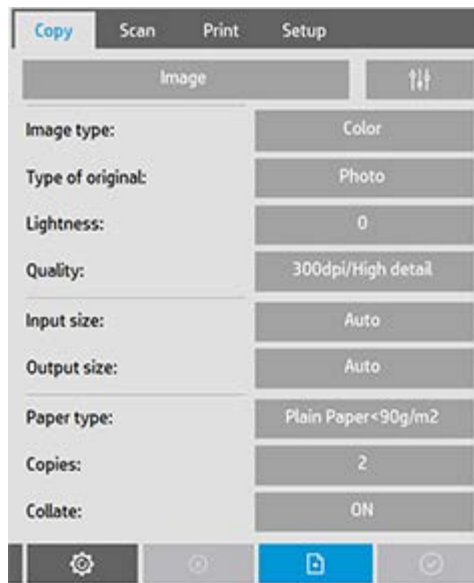 Copy Scan Print Setup
Image
Image type: Color
Type of original: Photo
Lightness: 0
Quality: 300dpi/High detail
Input size: Auto
Output size: Auto
Paper type: Plain Paper<90g/m2
Copies: 2
Collate: ON